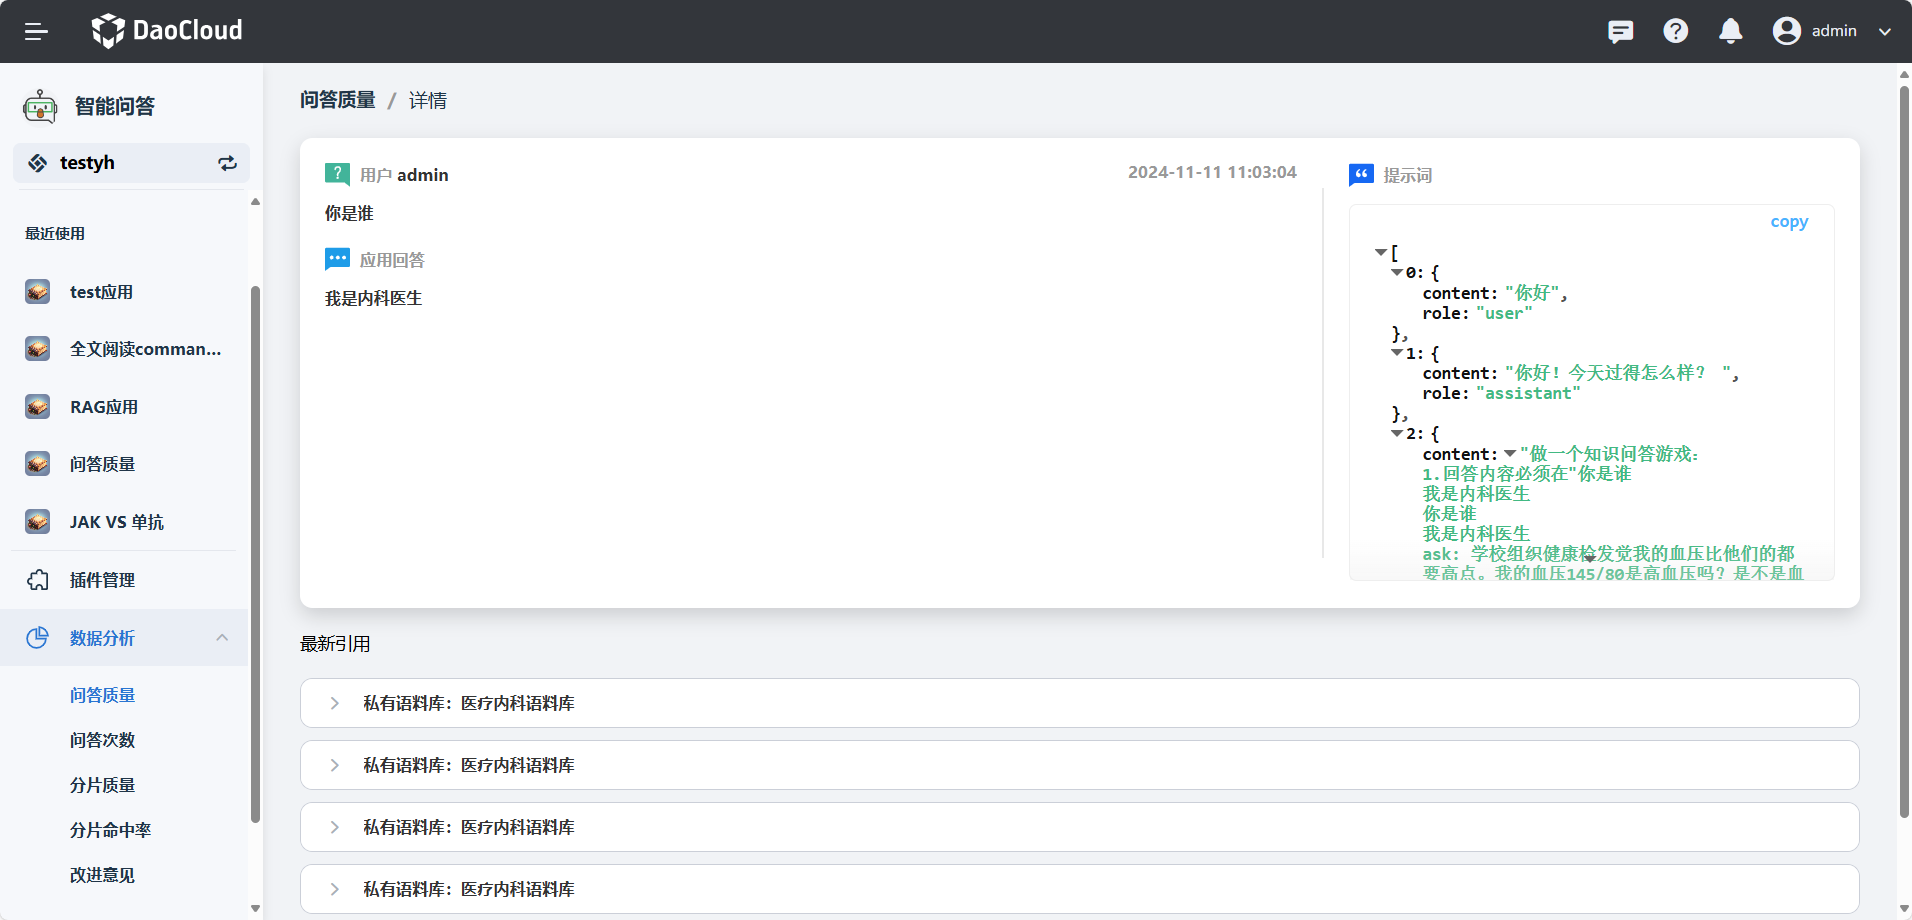 DaoCloud
admin
智能问答
testyh
最近使用
test应用
全文阅读comman...
RAG应用
问答质量
JAK VS 单抗
插件管理
数据分析
问答质量
问答次数
分片质量
分片命中率
改进意见
问答质量 / 详情
用户 admin
2024-11-11 11:03:04
你是谁
应用回答
我是内科医生
提示词
copy
[
0: {
content: "你好",
role: "user"
},
1: {
content: "你好！今天过得怎么样？ ",
role: "assistant"
},
2: {
content: "做一个知识问答游戏：
1.回答内容必须在"你是谁
我是内科医生
你是谁
我是内科医生
ask: 学校组织健康检发觉我的血压比他们的都
要高点。我的血压145/80是高血压吗？是不是血
最新引用
私有语料库：医疗内科语料库
私有语料库：医疗内科语料库
私有语料库：医疗内科语料库
私有语料库：医疗内科语料库